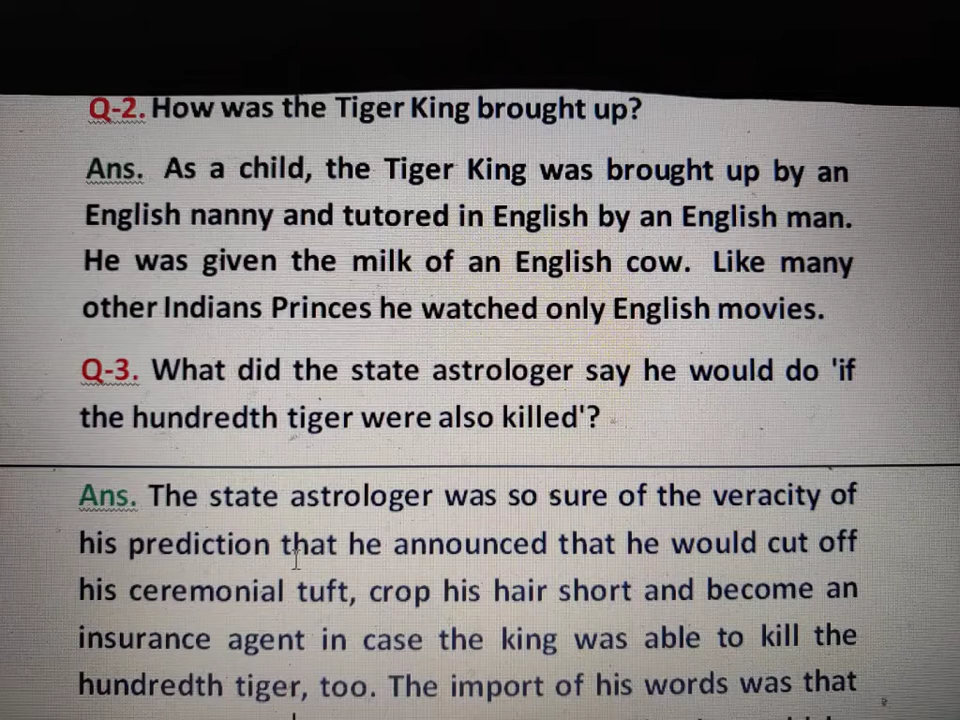 Q-2. How was the Tiger King brought up?
Ans. As a child, the Tiger King was brought up by an
English nanny and tutored in English by an English man.
He was given the milk of an English cow. Like many
other Indians Princes he watched only English movies.
Q-3. What did the state astrologer say he would do 'if
the hundredth tiger were also killed'?
Ans. The state astrologer was so sure of the veracity of
his prediction that he announced that he would cut off
his ceremonial tuft, crop his hair short and become an
insurance agent in case the king was able to kill the
hundredth tiger, too. The import of his words was that